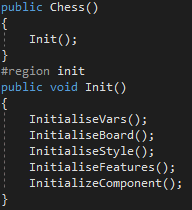 public Chess()
{
    Init();
}
#region init
public void Init()
{
    InitialiseVars();
    InitialiseBoard();
    InitialiseStyle();
    InitialiseFeatures();
    InitializeComponent();
}